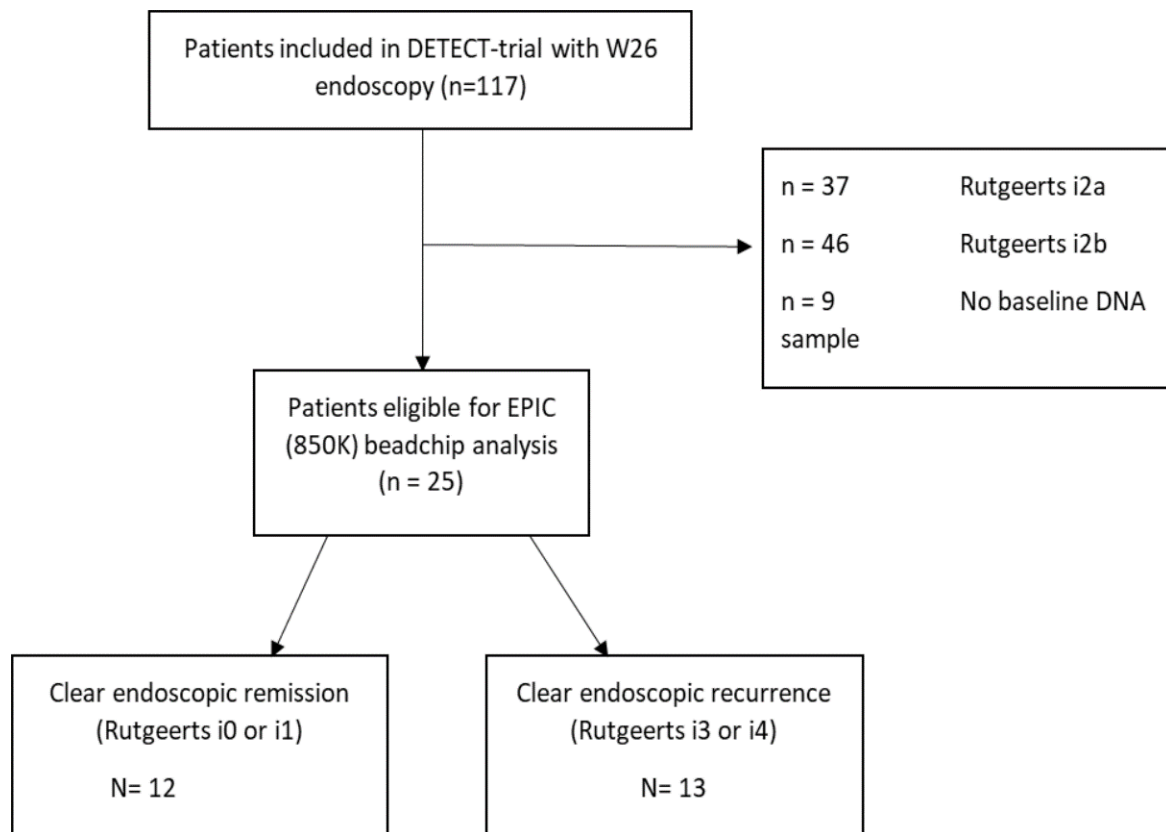 Patients included in DETECT-trial with W26
endoscopy (n=117)
n = 37 Rutgeerts i2a
n = 46 Rutgeerts i2b
n = 9 No baseline DNA
sample
Patients eligible for EPIC
(850K) beadchip analysis
(n = 25)
Clear endoscopic remission
(Rutgeerts i0 or i1)
N= 12
Clear endoscopic recurrence
(Rutgeerts i3 or i4)
N= 13